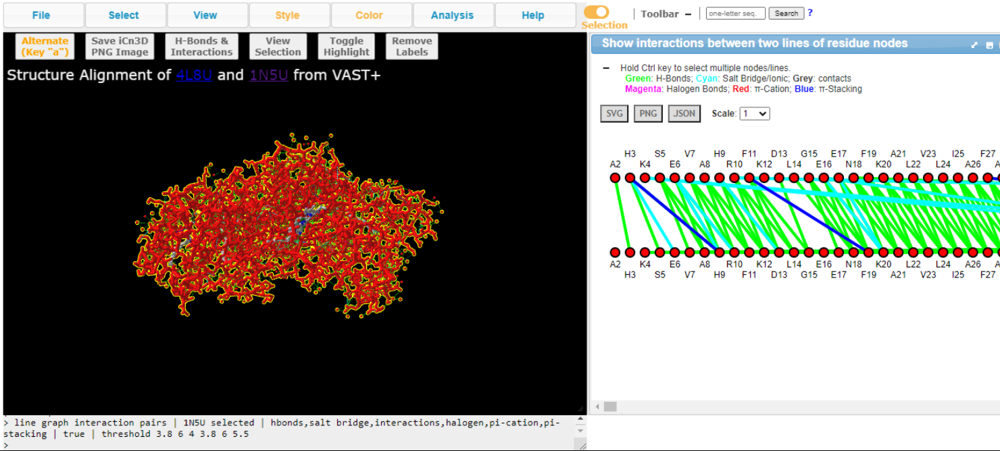 File Select View Style Color Analysis Help
Selection
Toolbar – one-letter seq. Search ?
Alternate (Key "a")
Save iCn3D PNG Image
H-Bonds & Interactions
View Selection
Toggle Highlight
Remove Labels
Structure Alignment of 4L8U and 1N5U from VAST+
> line graph interaction pairs | 1N5U selected | hbonds,salt bridge,interactions,halogen,pi-cation,pi-
stacking | true | threshold 3.8 6 4 3.8 6 5.5
>
Show interactions between two lines of residue nodes
– Hold Ctrl key to select multiple nodes/lines.
Green: H-Bonds; Cyan: Salt Bridge/Ionic; Grey: contacts
Magenta: Halogen Bonds; Red: π-Cation; Blue: π-Stacking
SVG PNG JSON Scale: 1
H3 S5 V7 H9 F11 D13 G15 E17 F19 A21 V23 I25 F27
A2 K4 E6 A8 R10 K12 L14 E16 N18 K20 L22 L24 A26 A
A2 K4 E6 A8 R10 K12 L14 E16 N18 K20 L22 L24 A26 A
H3 S5 V7 H9 F11 D13 G15 E17 F19 A21 V23 I25 F27